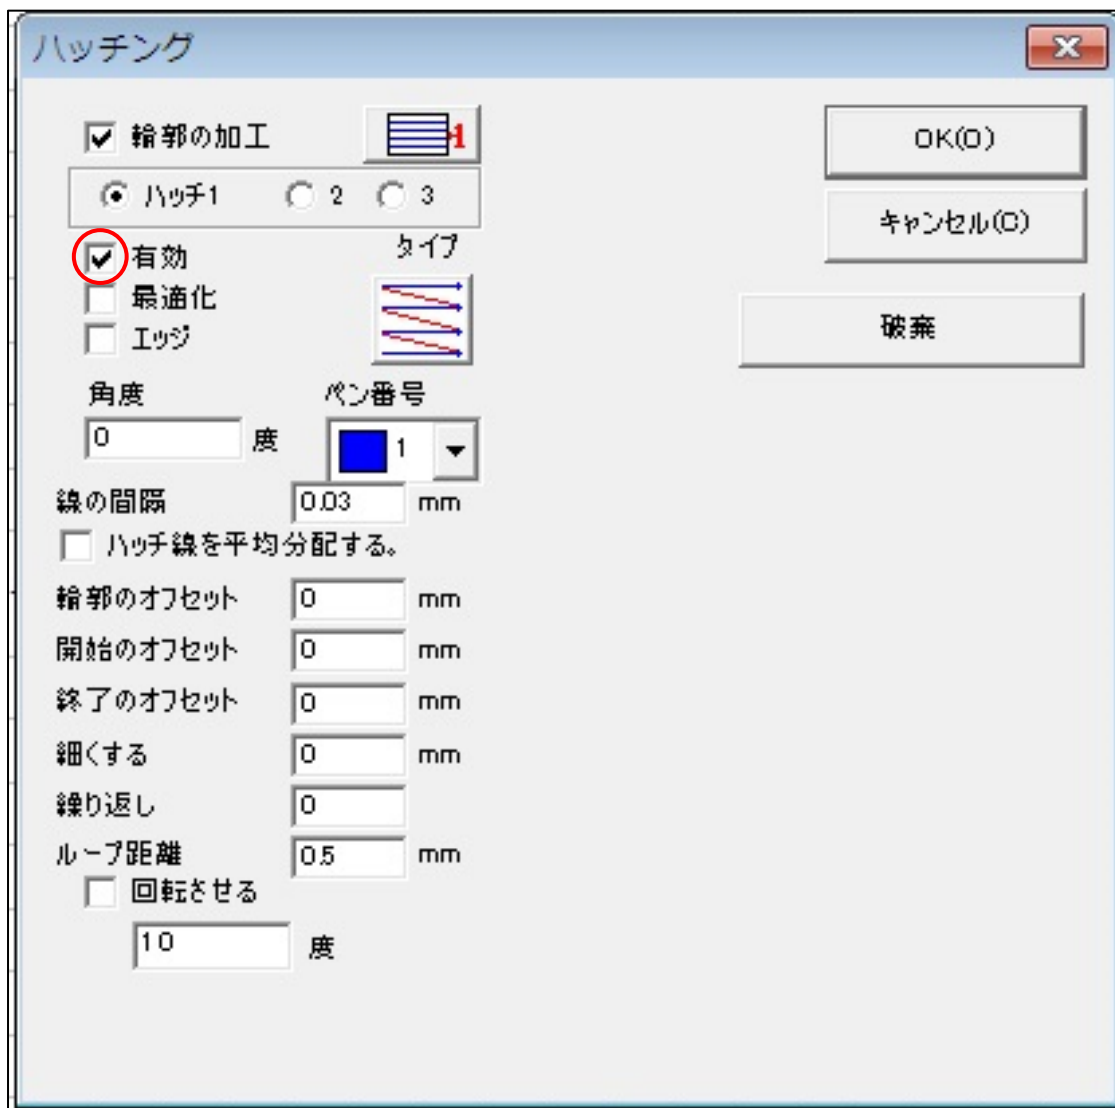 ハッチング
輪郭の加工 1 OK(O)
ハッチ1 2 3
キャンセル(C)
有効 タイプ
最適化
エッジ 破棄
角度 ペン番号
0 度 1
線の間隔 0.03 mm
ハッチ線を平均分配する。
輪郭のオフセット 0 mm
開始のオフセット 0 mm
終了のオフセット 0 mm
細くする 0 mm
繰り返し 0
ループ距離 0.5 mm
回転させる
10 度